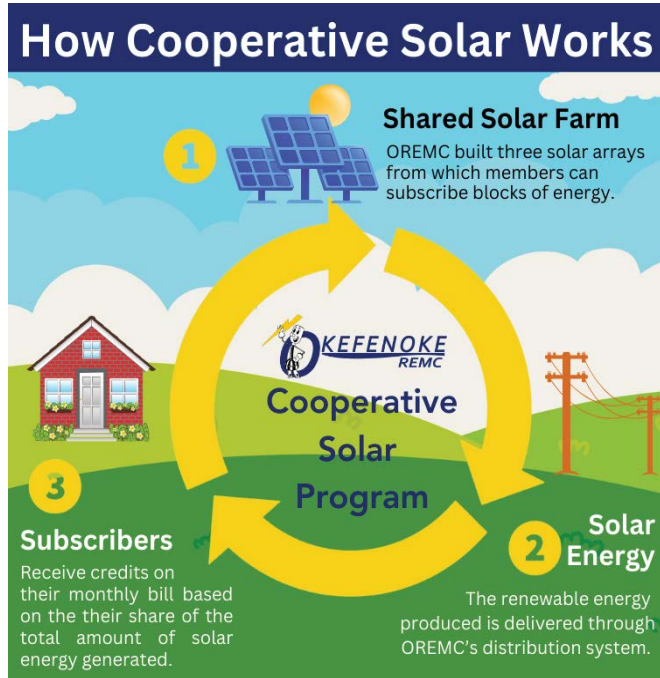 How Cooperative Solar Works
1
Shared Solar Farm
OREMC built three solar arrays
from which members can
subscribe blocks of energy.
OKEFENOKE
REMC
Cooperative
Solar
Program
2
Solar
Energy
The renewable energy
produced is delivered through
OREMC’s distribution system.
3
Subscribers
Receive credits on
their monthly bill based
on the their share of the
total amount of solar
energy generated.